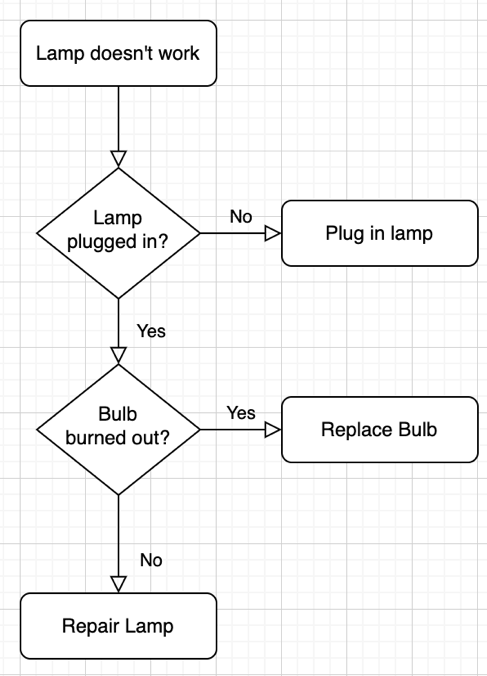 Lamp doesn't work
Lamp
plugged in?
No
Plug in lamp
Yes
Bulb
burned out?
Yes
Replace Bulb
No
Repair Lamp